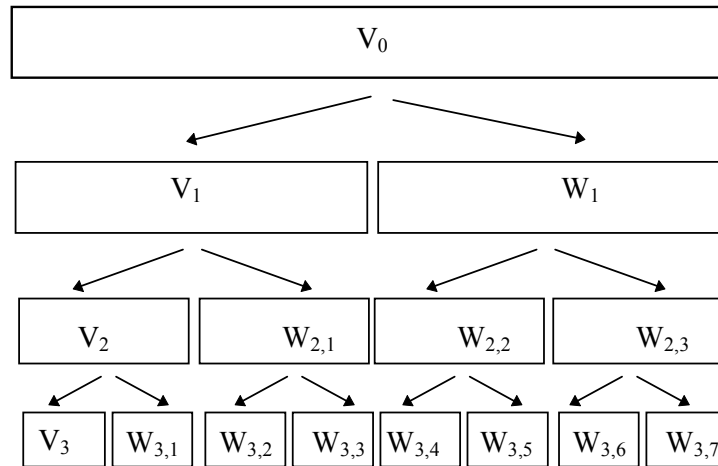 V₀
V₁ W₁
V₂ W₂,₁ W₂,₂ W₂,₃
V₃ W₃,₁ W₃,₂ W₃,₃ W₃,₄ W₃,₅ W₃,₆ W₃,₇